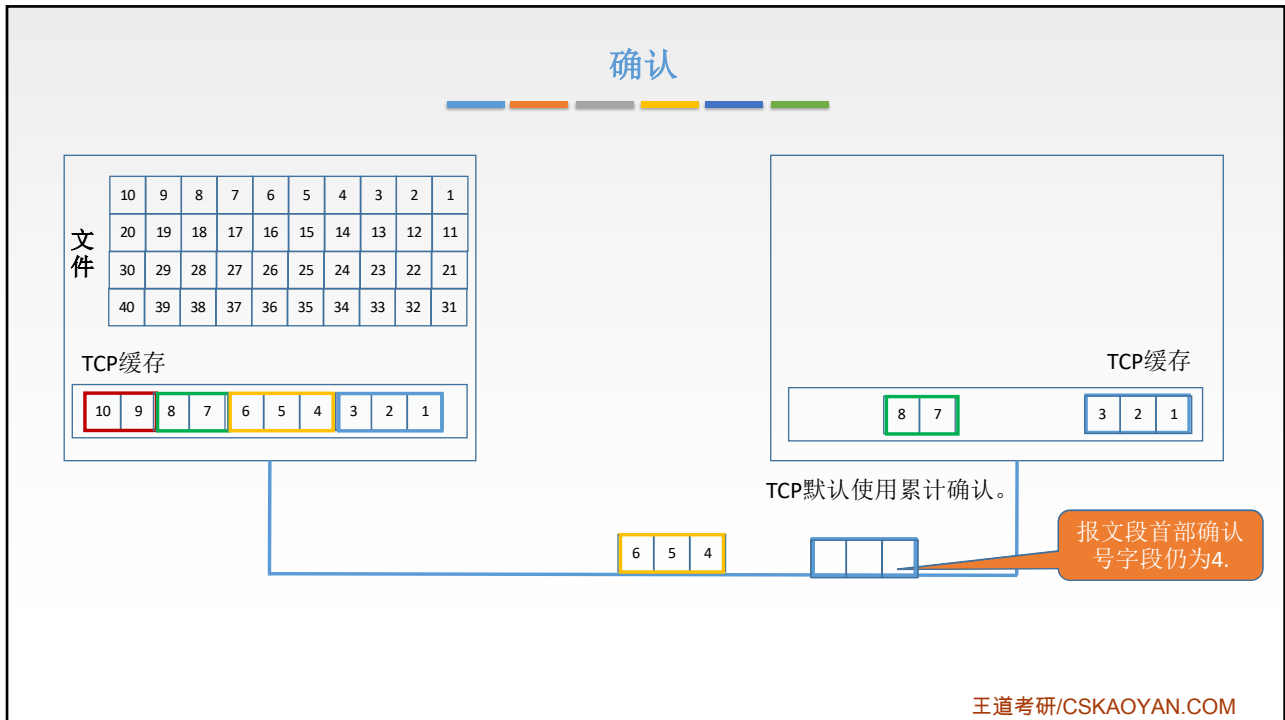 确认
10 9 8 7 6 5 4 3 2 1
20 19 18 17 16 15 14 13 12 11
30 29 28 27 26 25 24 23 22 21
40 39 38 37 36 35 34 33 32 31
文件
TCP缓存
10 9 8 7 6 5 4 3 2 1
TCP缓存
8 7 3 2 1
TCP默认使用累计确认。
6 5 4
报文段首部确认
号字段仍为4.
王道考研/CSKAOYAN.COM